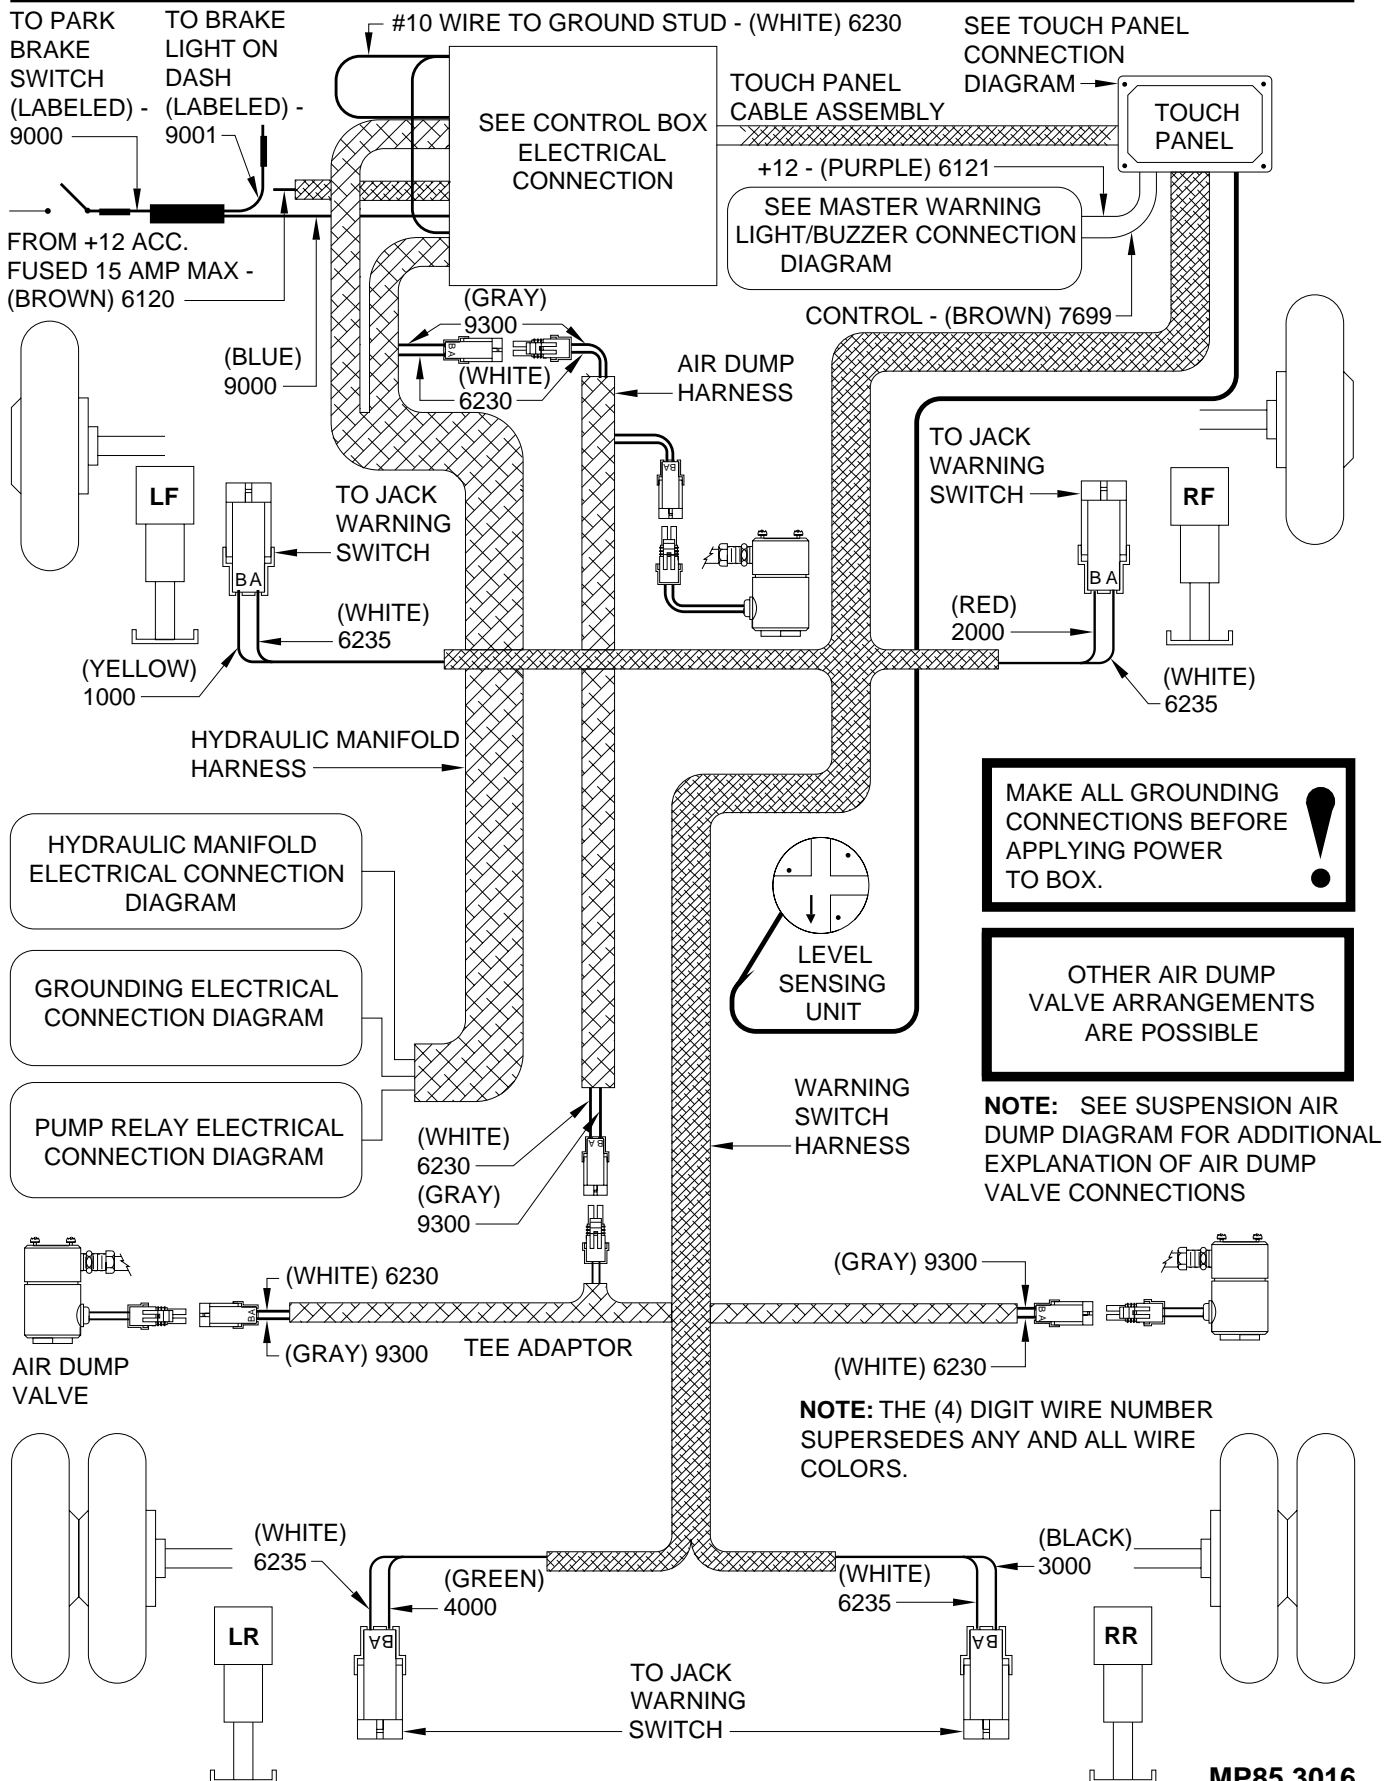 #10 WIRE TO GROUND STUD - (WHITE) 6230
TO PARK
BRAKE
SWITCH
(LABELED) -
9000
TO BRAKE
LIGHT ON
DASH
(LABELED) -
9001
SEE TOUCH PANEL
CONNECTION
DIAGRAM
TOUCH PANEL
CABLE ASSEMBLY
TOUCH
PANEL
SEE CONTROL BOX
ELECTRICAL
CONNECTION
+12 - (PURPLE) 6121
SEE MASTER WARNING
LIGHT/BUZZER CONNECTION
DIAGRAM
FROM +12 ACC.
FUSED 15 AMP MAX -
(BROWN) 6120
CONTROL - (BROWN) 7699
(GRAY)
9300
B A
(WHITE)
6230
(BLUE)
9000
AIR DUMP
HARNESS
BA
LF
TO JACK
WARNING
SWITCH
BA
(WHITE)
6235
(YELLOW)
1000
TO JACK
WARNING
SWITCH
RF
B A
(RED)
2000
(WHITE)
6235
HYDRAULIC MANIFOLD
HARNESS
MAKE ALL GROUNDING
CONNECTIONS BEFORE
APPLYING POWER
TO BOX.
!
HYDRAULIC MANIFOLD
ELECTRICAL CONNECTION
DIAGRAM
GROUNDING ELECTRICAL
CONNECTION DIAGRAM
PUMP RELAY ELECTRICAL
CONNECTION DIAGRAM
LEVEL
SENSING
UNIT
OTHER AIR DUMP
VALVE ARRANGEMENTS
ARE POSSIBLE
WARNING
SWITCH
HARNESS
NOTE: SEE SUSPENSION AIR
DUMP DIAGRAM FOR ADDITIONAL
EXPLANATION OF AIR DUMP
VALVE CONNECTIONS
(WHITE)
6230
(GRAY)
9300
BA
(WHITE) 6230
BA
(GRAY) 9300
TEE ADAPTOR
(GRAY) 9300
BA
(WHITE) 6230
AIR DUMP
VALVE
NOTE: THE (4) DIGIT WIRE NUMBER
SUPERSEDES ANY AND ALL WIRE
COLORS.
(WHITE)
6235
(GREEN)
4000
BA
(WHITE)
6235
(BLACK)
3000
BA
LR
RR
TO JACK
WARNING
SWITCH
MP85.3016